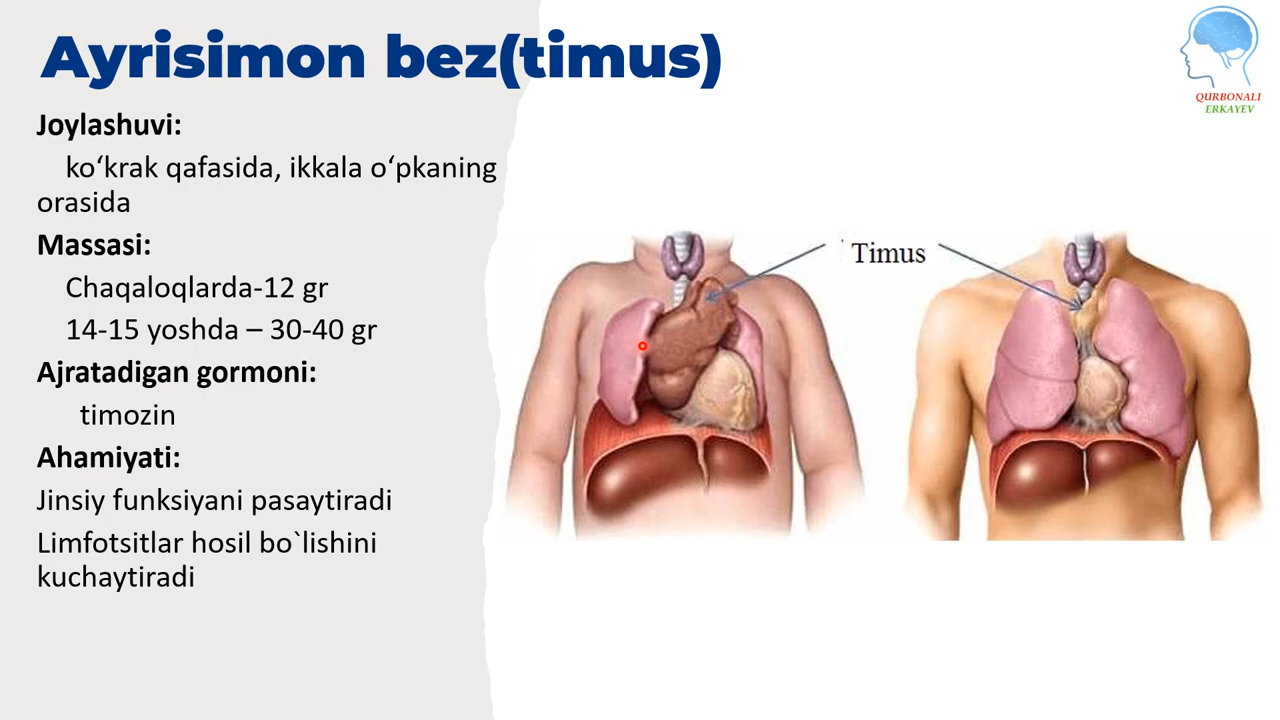 Ayrisimon bez(timus)
QURBONALI
ERKAYEV
Joylashuvi:
ko‘krak qafasida, ikkala o‘pkaning
orasida
Massasi:
Chaqaloqlarda-12 gr
14-15 yoshda – 30-40 gr
Ajratadigan gormoni:
timozin
Ahamiyati:
Jinsiy funksiyani pasaytiradi
Limfotsitlar hosil bo`lishini
kuchaytiradi
Timus